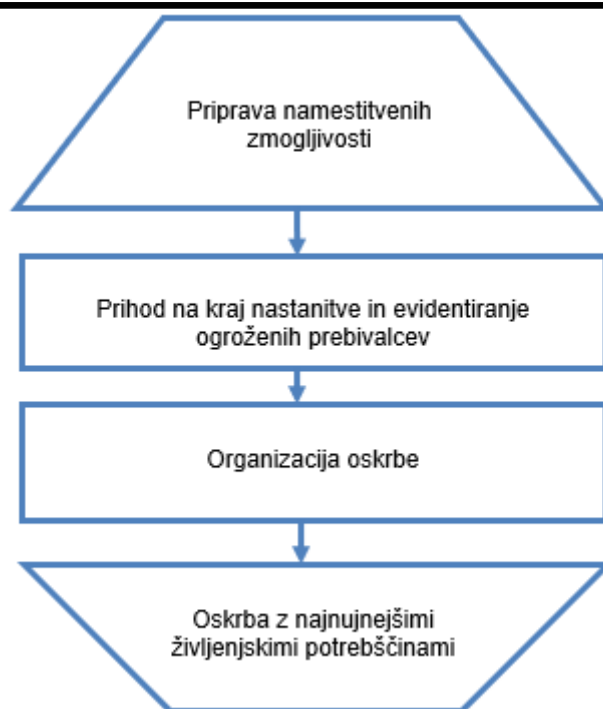 Priprava namestitvenih
zmogljivosti
Prihod na kraj nastanitve in evidentiranje
ogroženih prebivalcev
Organizacija oskrbe
Oskrba z najnujnejšimi
življenjskimi potrebščinami